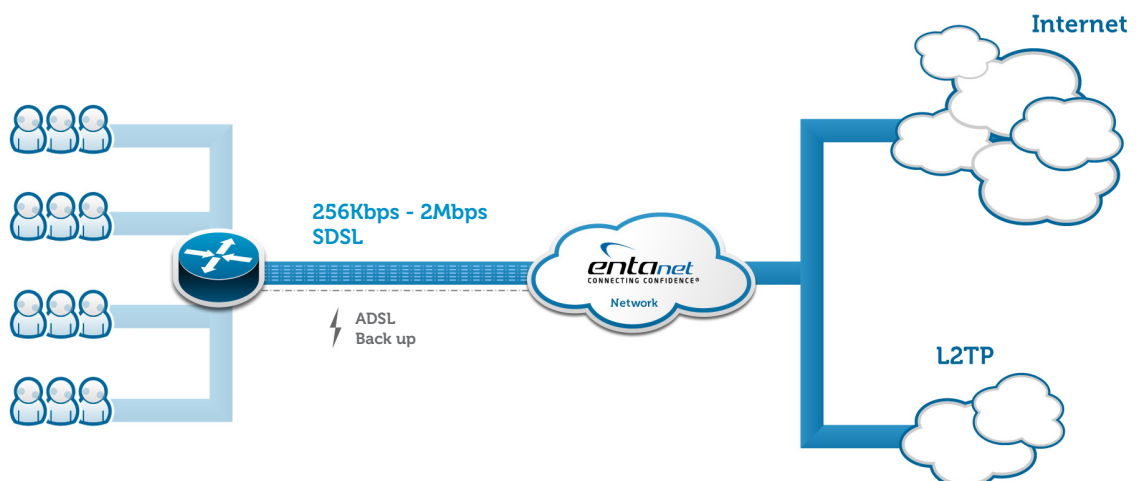 Internet
256Kbps - 2Mbps
SDSL
entanet
CONNECTING CONFIDENCE®
Network
ADSL
Back up
L2TP